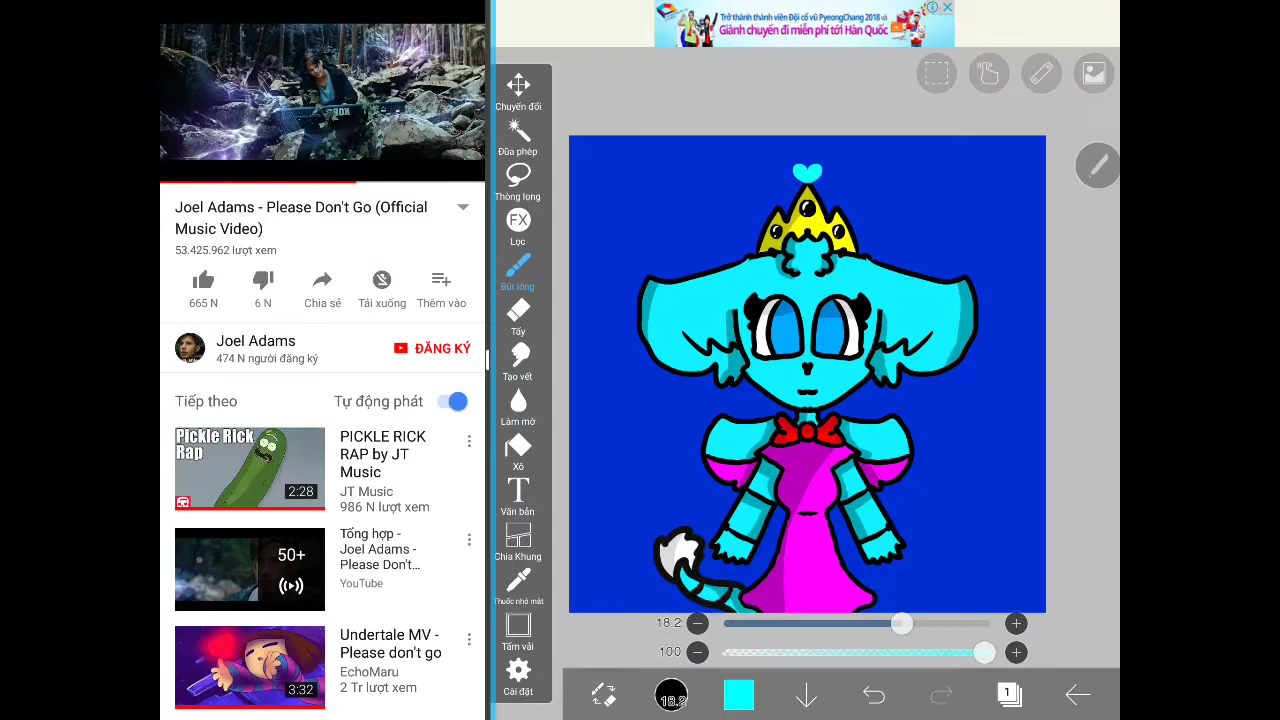 Joel Adams - Please Don't Go (Official
Music Video)
53.425.962 lượt xem
665 N
6 N
Chia sẻ
Tải xuống
Thêm vào
Joel Adams
474 N người đăng ký
ĐĂNG KÝ
Tiếp theo
Tự động phát
Pickle Rick
Rap
2:28
PICKLE RICK
RAP by JT
Music
JT Music
986 N lượt xem
50+
Tổng hợp -
Joel Adams -
Please Don't...
YouTube
3:32
Undertale MV -
Please don't go
EchoMaru
2 Tr lượt xem
Trở thành thành viên Đội cổ vũ PyeongChang 2018 và
Giành chuyến đi miễn phí tới Hàn Quốc
Chuyển đổi
Đũa phép
Thòng lọng
FX
Lọc
Bút lông
Tẩy
Tạo vết
Làm mờ
Xô
T
Văn bản
Chia Khung
Thuốc nhỏ mắt
Tấm vải
Cài đặt
18.2
100
18.2
1